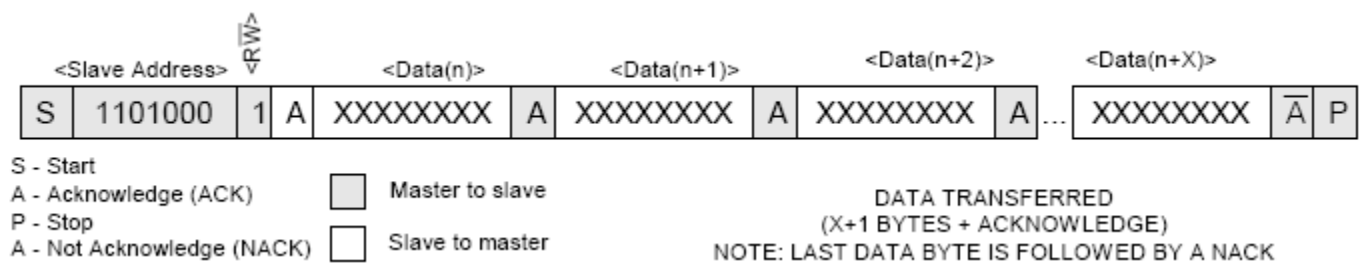 <RW̅>
<Slave Address> <Data(n)> <Data(n+1)> <Data(n+2)> <Data(n+X)>
S 1101000 1 A XXXXXXXX A XXXXXXXX A XXXXXXXX A ... XXXXXXXX A̅ P
S - Start
A - Acknowledge (ACK)
P - Stop
A - Not Acknowledge (NACK)
Master to slave
Slave to master
DATA TRANSFERRED
(X+1 BYTES + ACKNOWLEDGE)
NOTE: LAST DATA BYTE IS FOLLOWED BY A NACK